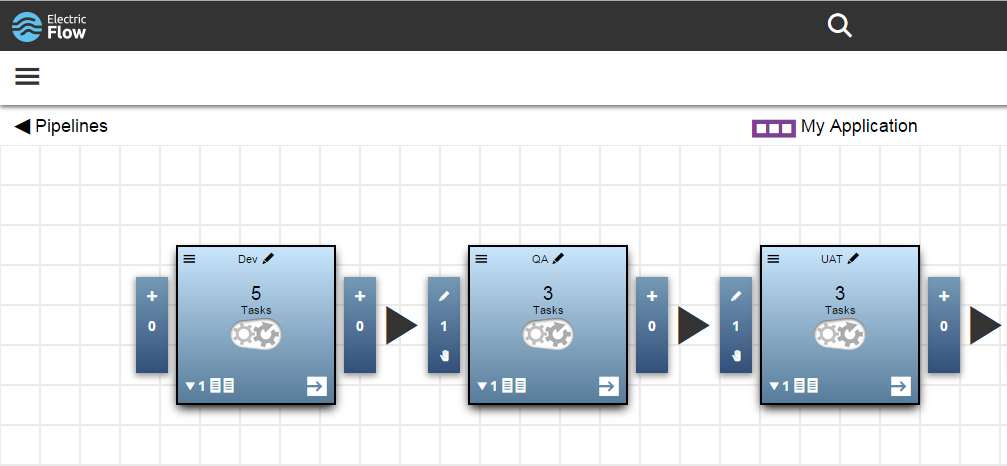 Electric
Flow
Pipelines
My Application
Dev
QA
UAT
5
3
3
Tasks
Tasks
Tasks
+
0
+
0
1
+
0
1
+
0
1
1
1